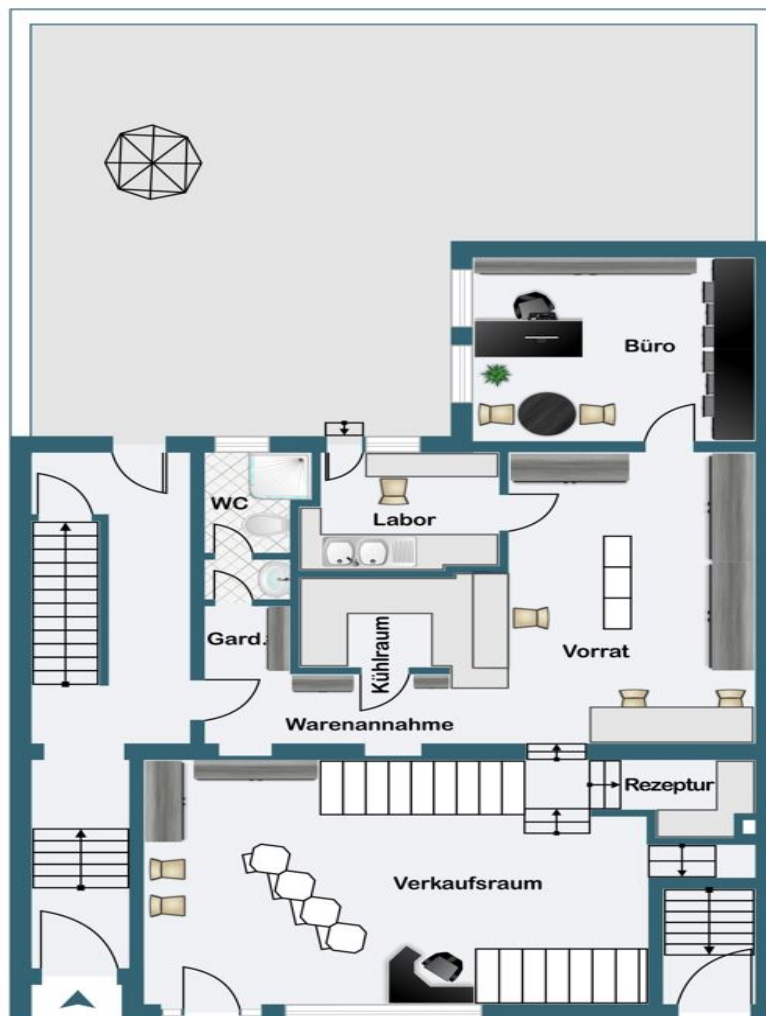 Büro
WC
Labor
Gard.
Kühlraum
Vorrat
Warenannahme
Rezeptur
Verkaufsraum